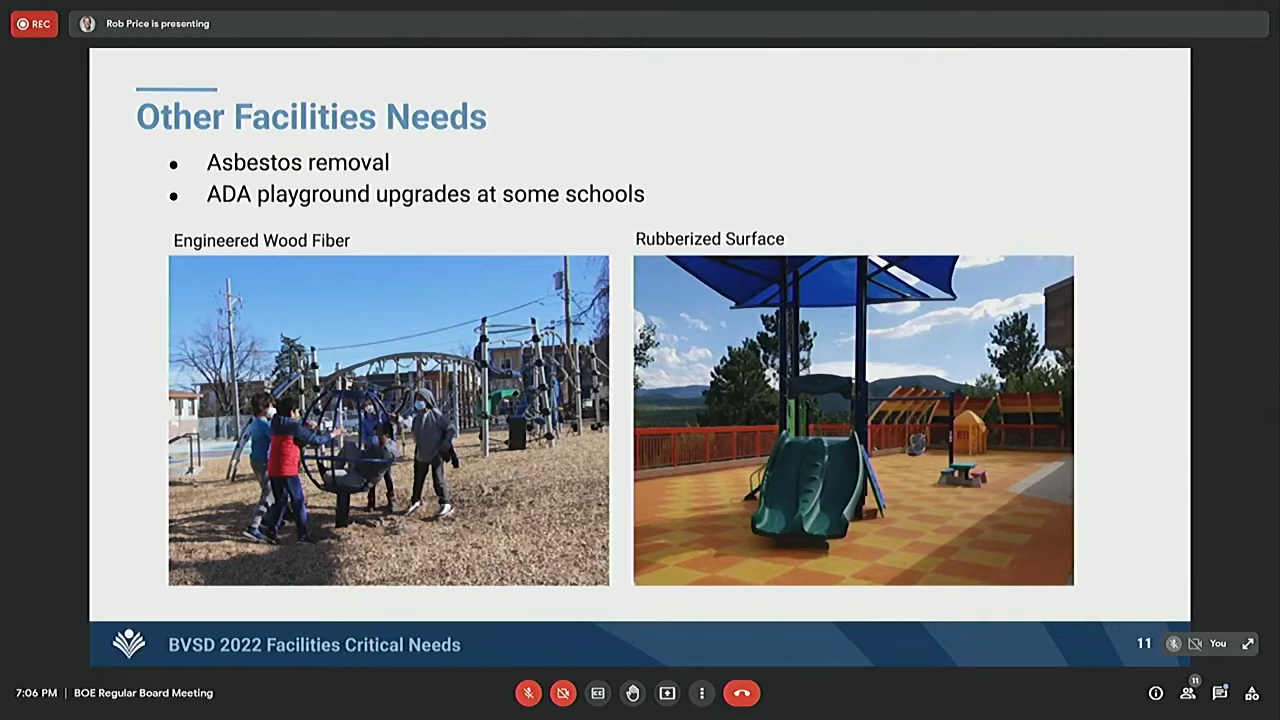 REC
Rob Price is presenting
Other Facilities Needs
• Asbestos removal
• ADA playground upgrades at some schools
Engineered Wood Fiber
Rubberized Surface
BVSD 2022 Facilities Critical Needs
11
You
7:06 PM | BOE Regular Board Meeting
11